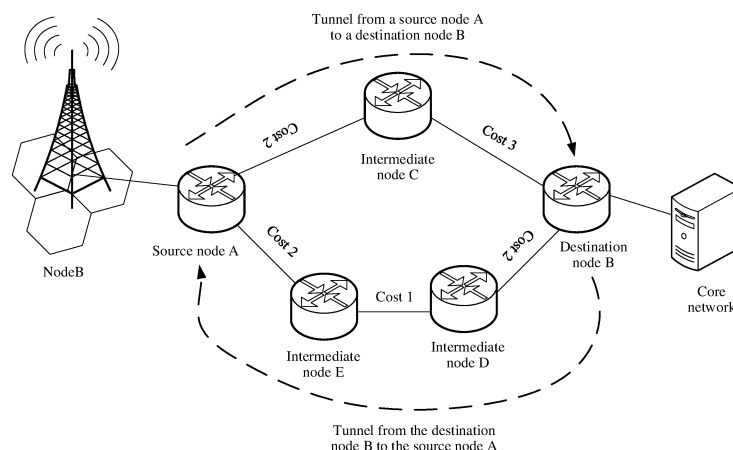 Tunnel from a source node A
to a destination node B
Cost 2
Cost 3
Intermediate
node C
Source node A
NodeB
Cost 2
Cost 2
Destination
node B
Cost 1
Core
network
Intermediate
node E
Intermediate
node D
Tunnel from the destination
node B to the source node A